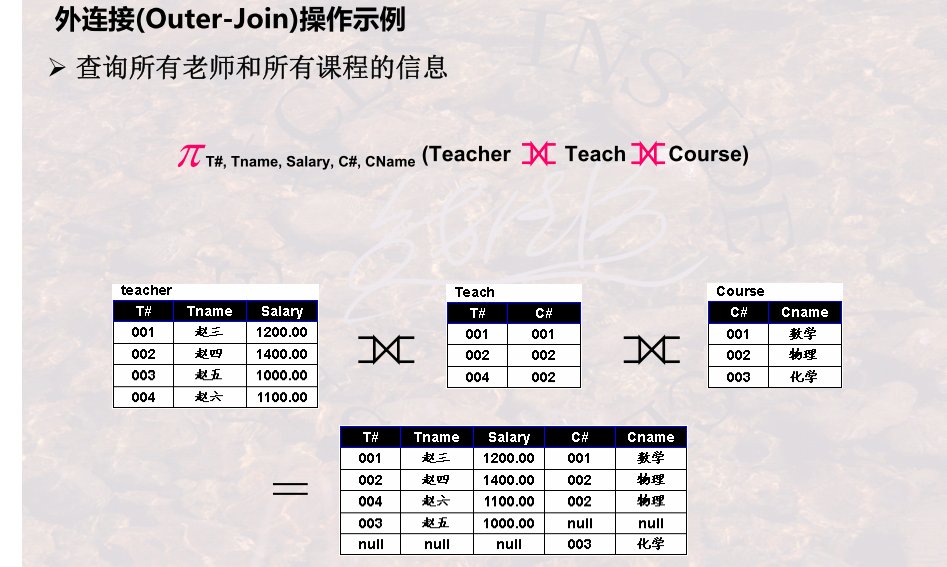 外连接(Outer-Join)操作示例
➢ 查询所有老师和所有课程的信息
π T#, Tname, Salary, C#, CName (Teacher ⟗ Teach ⟗ Course)
teacher
T# Tname Salary
001 赵三 1200.00
002 赵四 1400.00
003 赵五 1000.00
004 赵六 1100.00
⟗
Teach
T# C#
001 001
002 002
004 002
⟗
Course
C# Cname
001 数学
002 物理
003 化学
=
T# Tname Salary C# Cname
001 赵三 1200.00 001 数学
002 赵四 1400.00 002 物理
004 赵六 1100.00 002 物理
003 赵五 1000.00 null null
null null null 003 化学